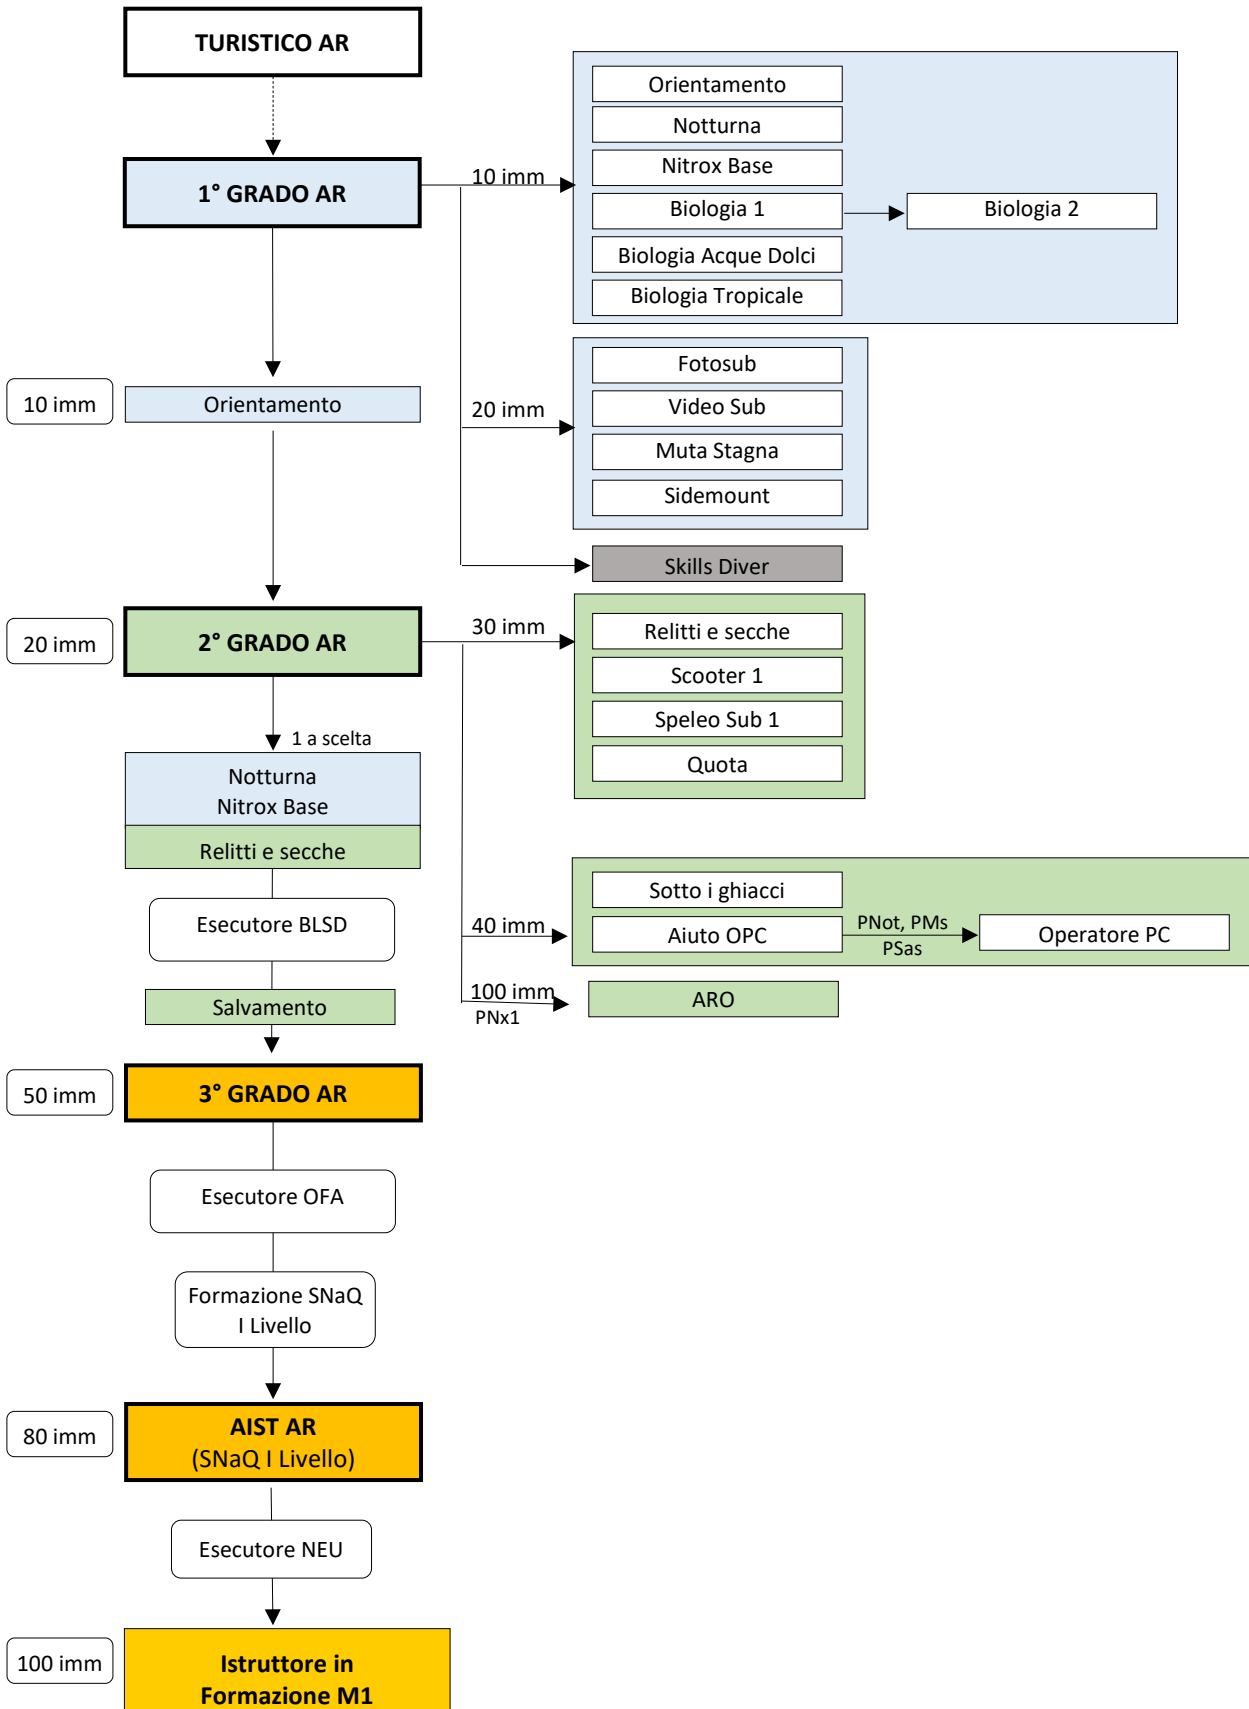 TURISTICO AR
1° GRADO AR
10 imm
Orientamento
Notturna
Nitrox Base
Biologia 1
Biologia 2
Biologia Acque Dolci
Biologia Tropicale
10 imm
Orientamento
20 imm
Fotosub
Video Sub
Muta Stagna
Sidemount
Skills Diver
20 imm
2° GRADO AR
30 imm
Relitti e secche
Scooter 1
Speleo Sub 1
Quota
1 a scelta
Notturna
Nitrox Base
Relitti e secche
Esecutore BLSD
Salvamento
40 imm
Sotto i ghiacci
Aiuto OPC
PNot, PMs
PSas
Operatore PC
100 imm
PNx1
ARO
50 imm
3° GRADO AR
Esecutore OFA
Formazione SNaQ
I Livello
80 imm
AIST AR
(SNaQ I Livello)
Esecutore NEU
100 imm
Istruttore in
Formazione M1